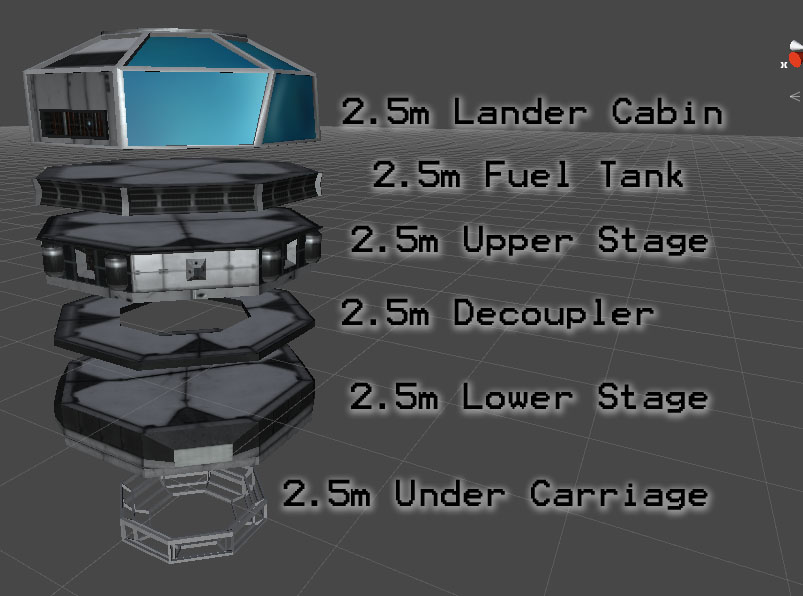 2.5m Lander Cabin
2.5m Fuel Tank
2.5m Upper Stage
2.5m Decoupler
2.5m Lower Stage
2.5m Under Carriage
x